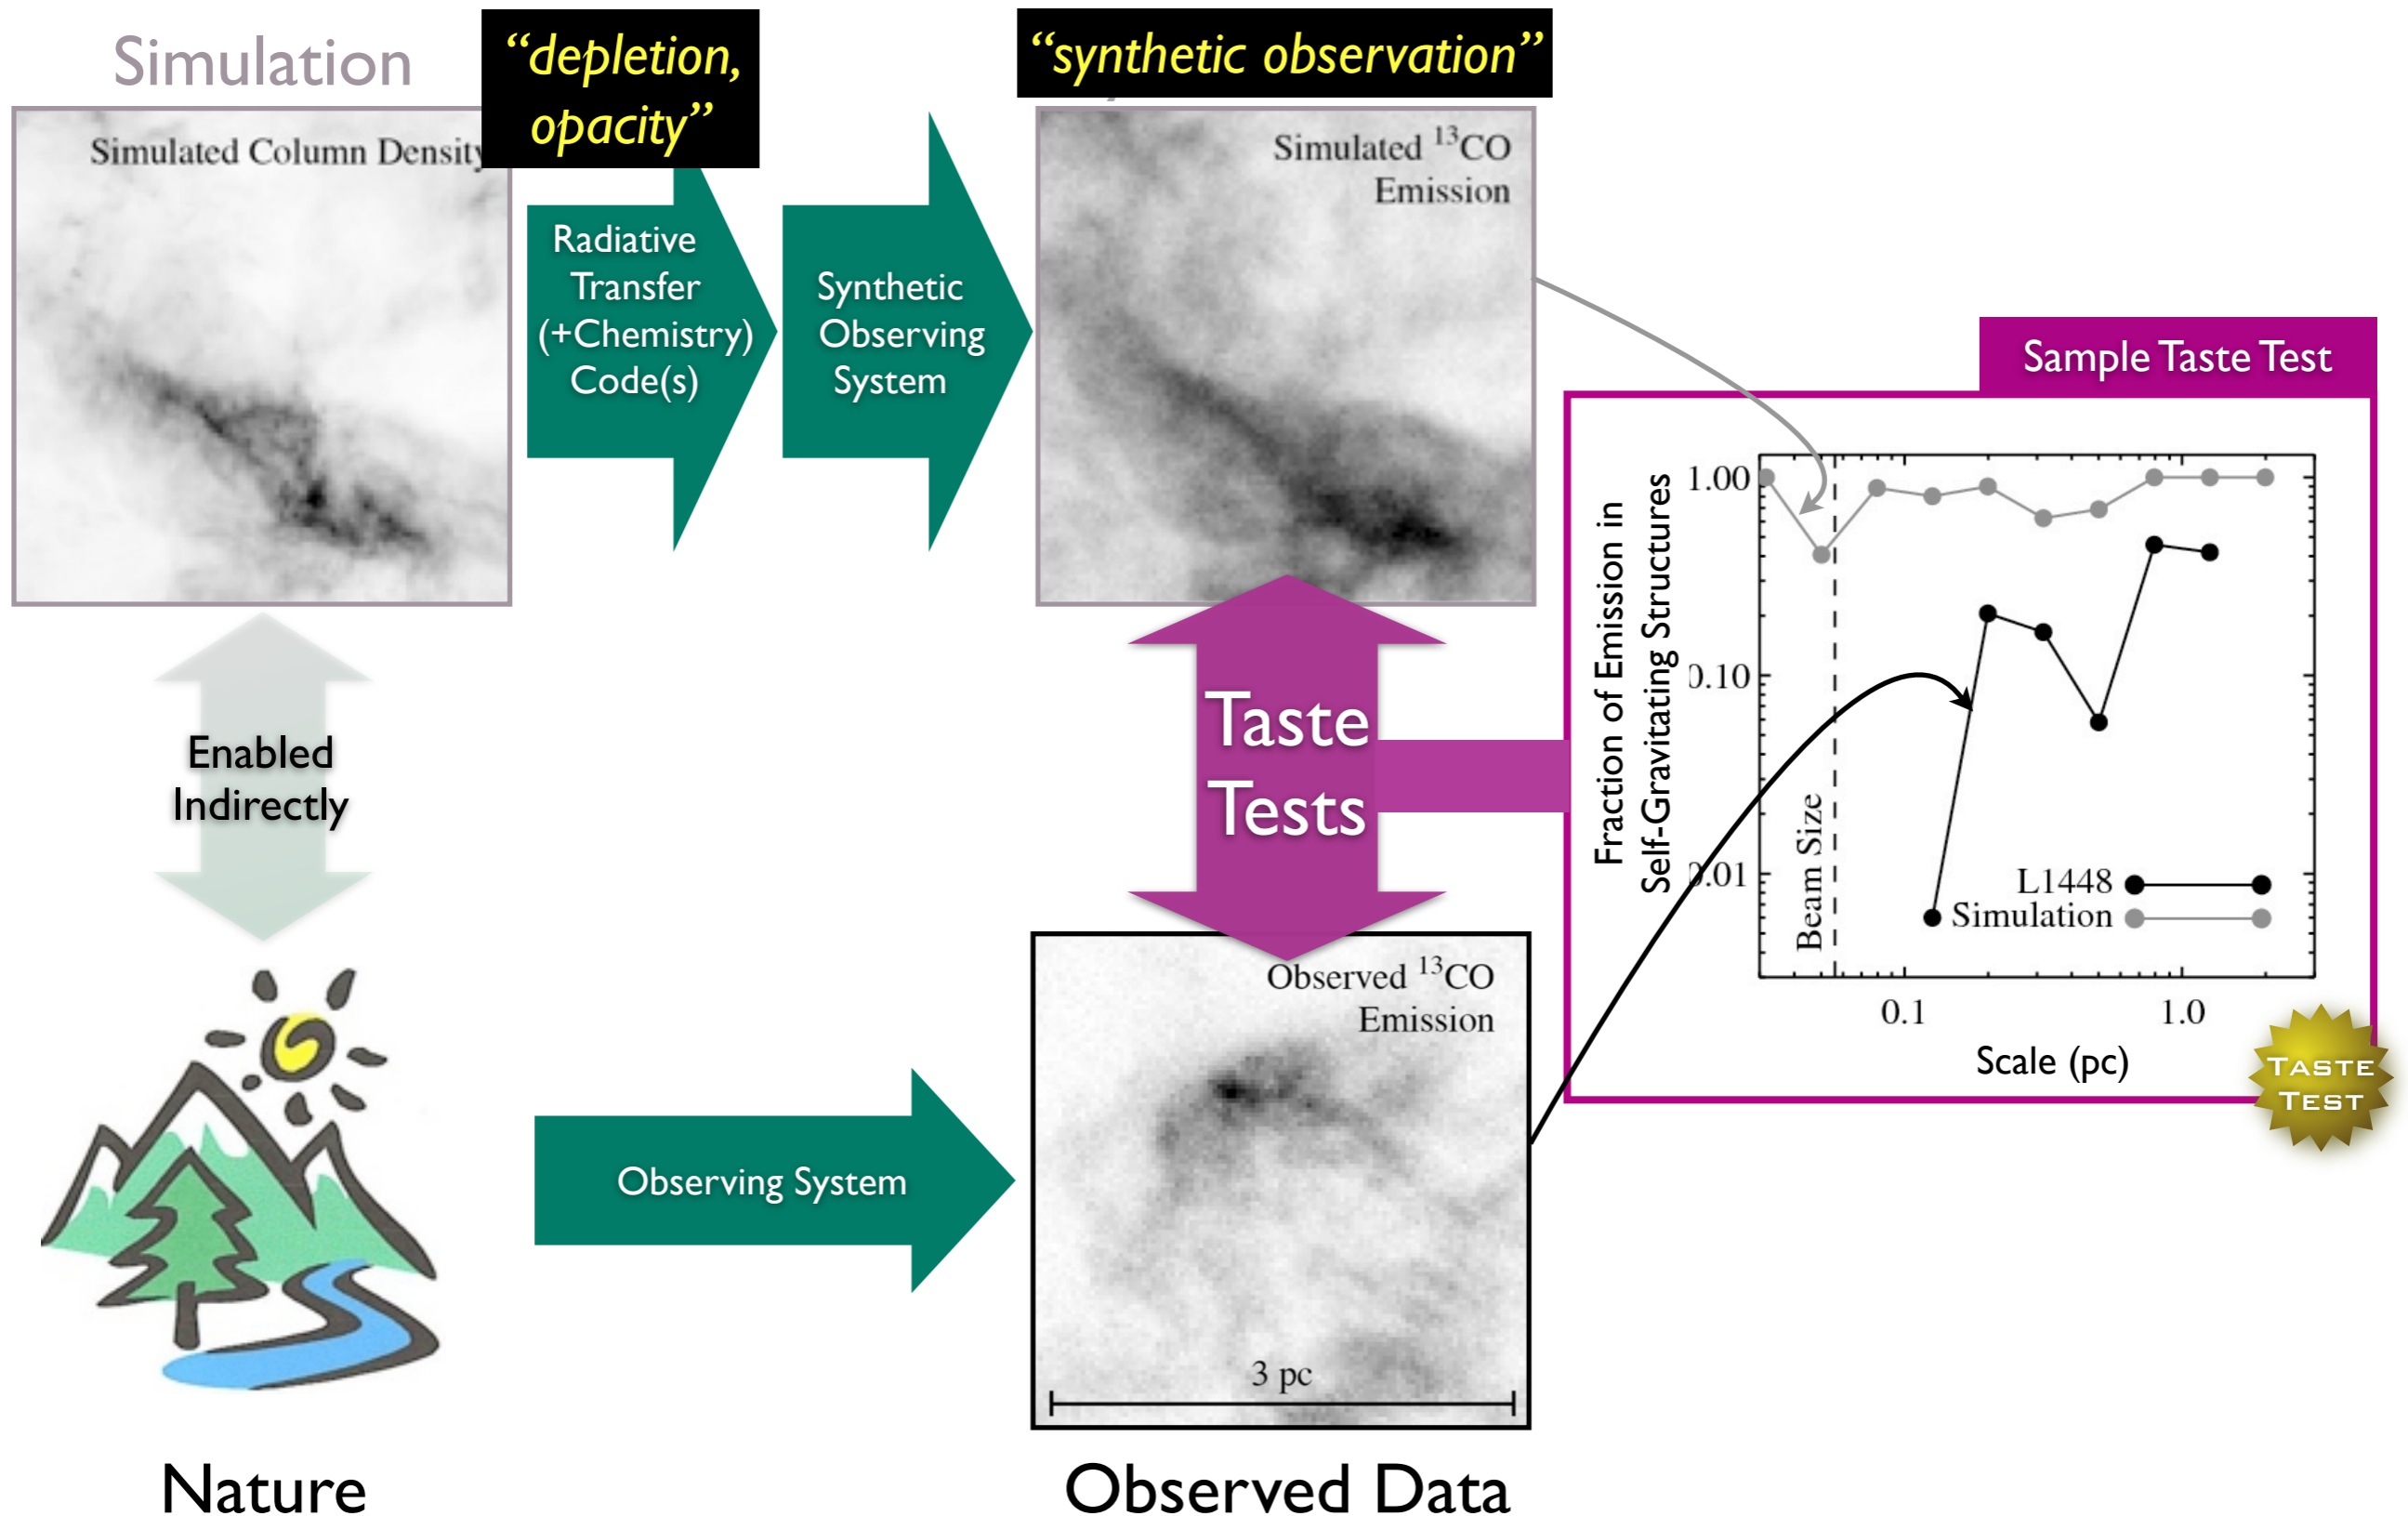 Simulation
“depletion,
opacity”
“synthetic observation”
Simulated Column Density
Radiative
Transfer
(+Chemistry)
Code(s)
Synthetic
Observing
System
Simulated ¹³CO
Emission
Sample Taste Test
Fraction of Emission in
Self-Gravitating Structures
1.00
0.10
0.01
Beam Size
L1448
Simulation
0.1
1.0
Scale (pc)
TASTE
TEST
Enabled
Indirectly
Taste
Tests
Observing System
Observed ¹³CO
Emission
3 pc
Nature
Observed Data